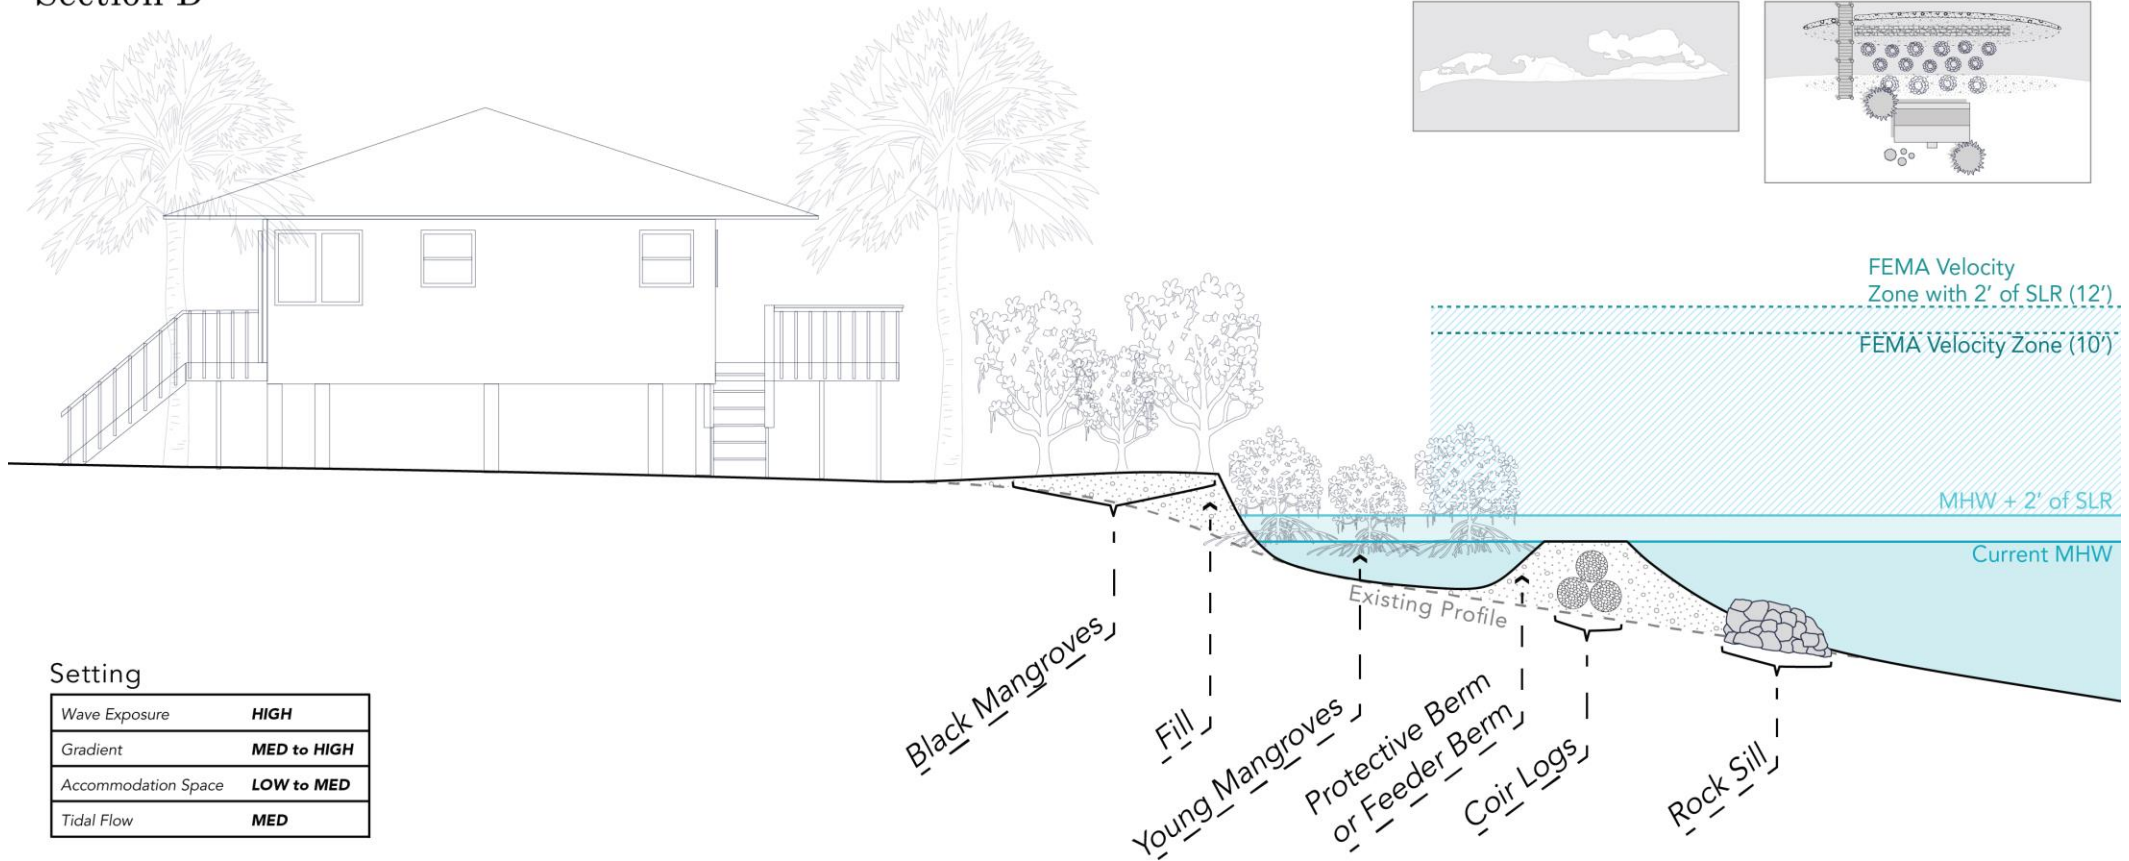 Section B
FEMA Velocity
Zone with 2’ of SLR (12’)
FEMA Velocity Zone (10’)
MHW + 2’ of SLR
Current MHW
Existing Profile
Black Mangroves
Fill
Young Mangroves
Protective Berm
or Feeder Berm
Coir Logs
Rock Sill
Setting
Wave Exposure HIGH
Gradient MED to HIGH
Accommodation Space LOW to MED
Tidal Flow MED